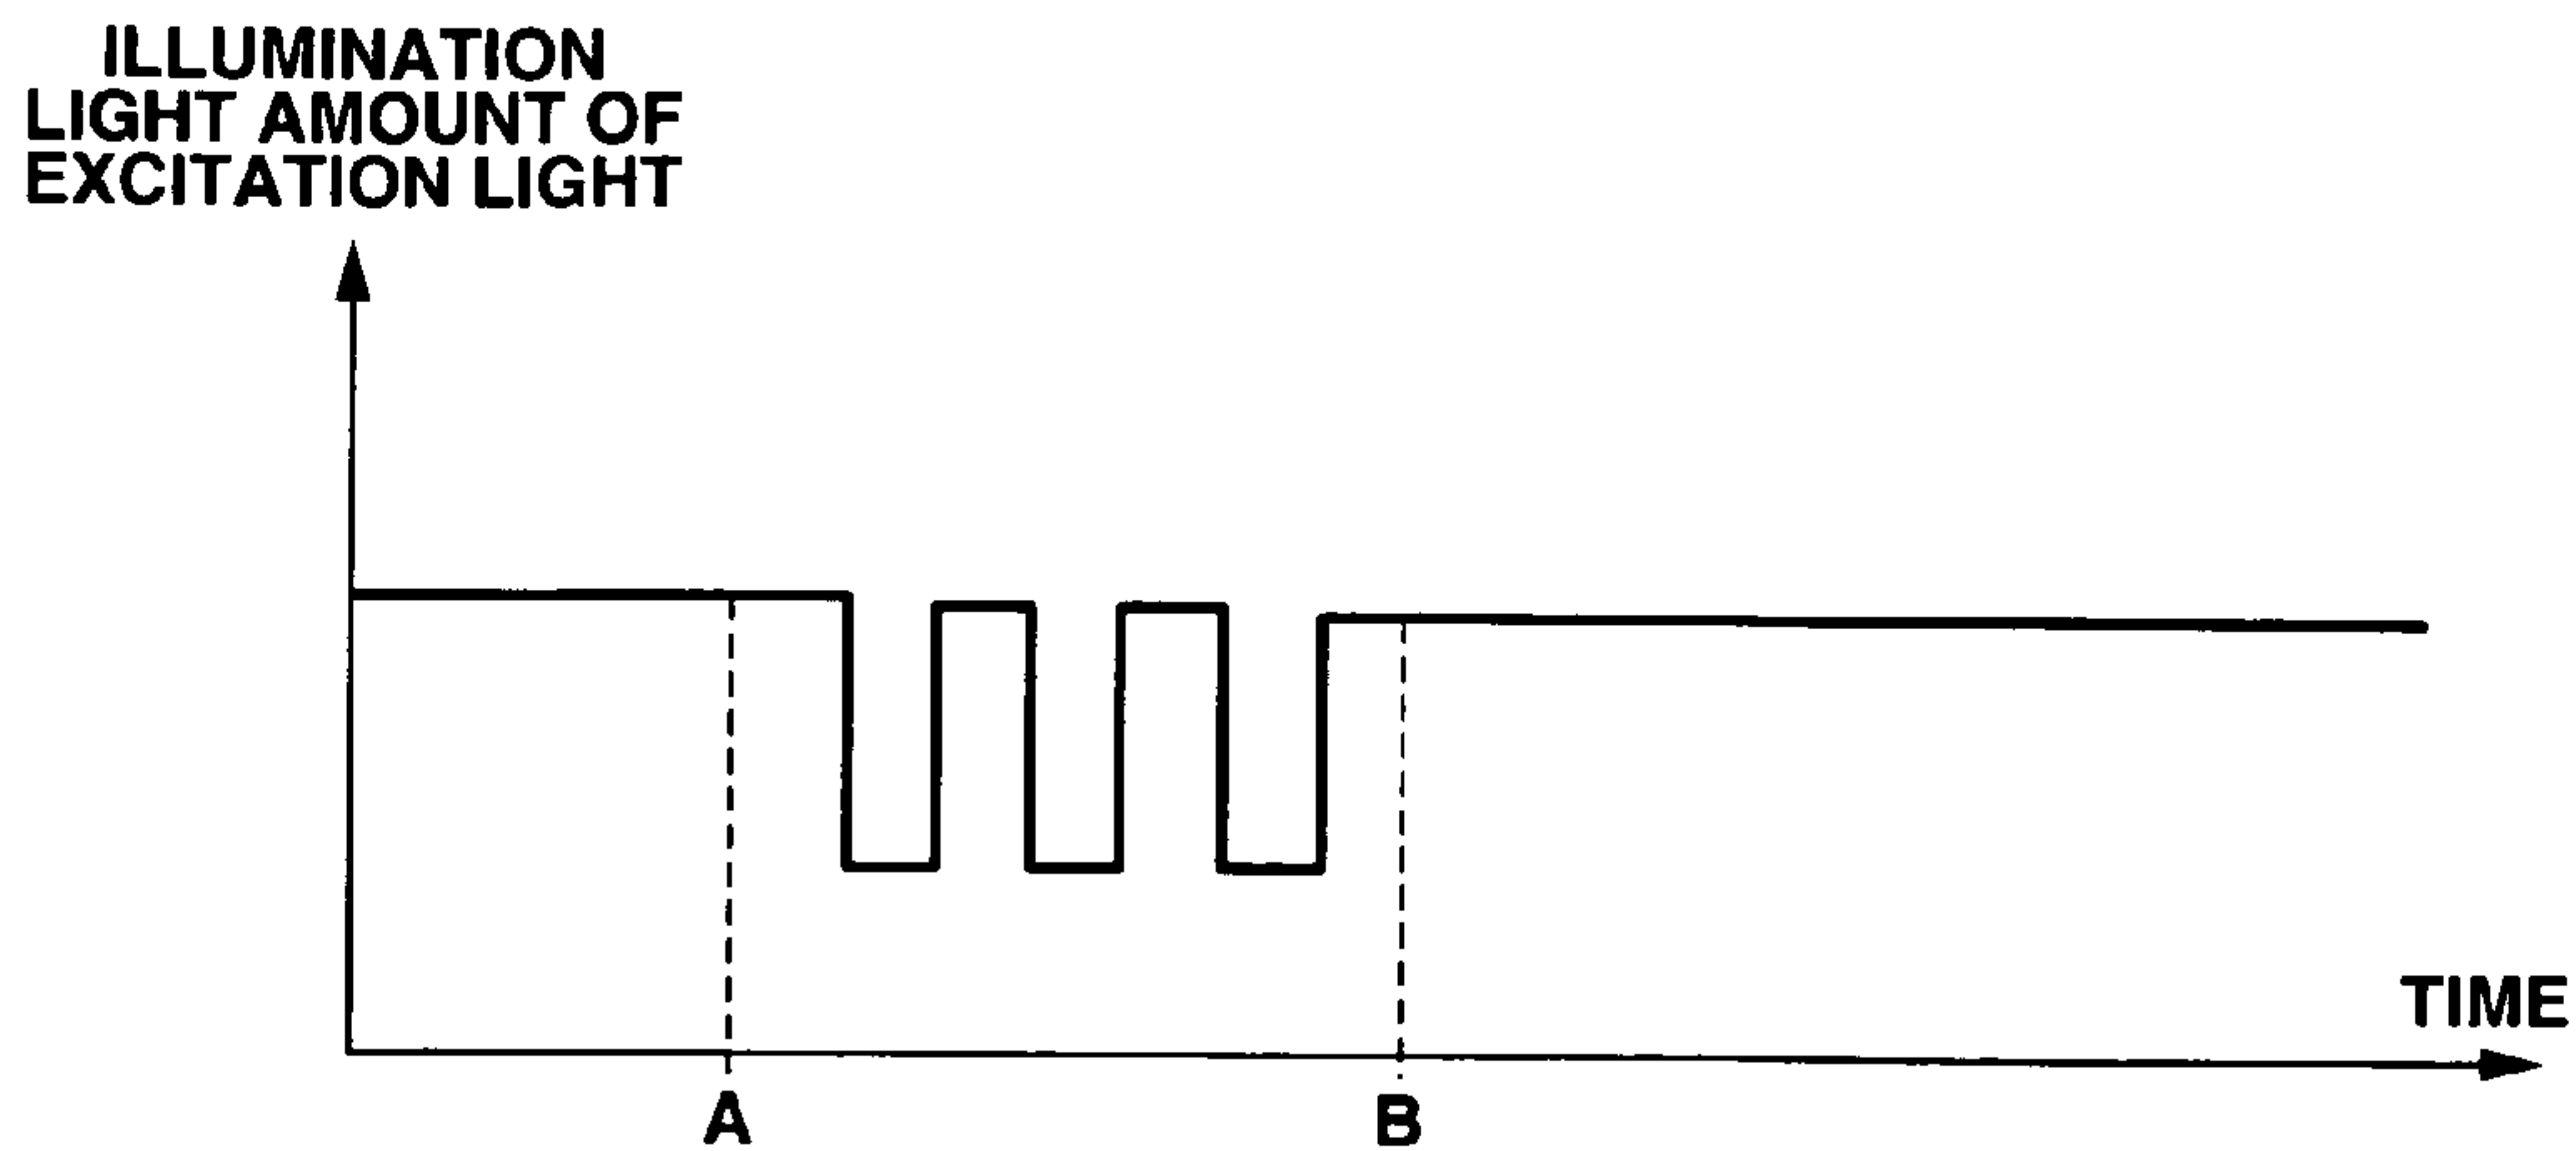 ILLUMINATION
LIGHT AMOUNT OF
EXCITATION LIGHT
TIME
A
B